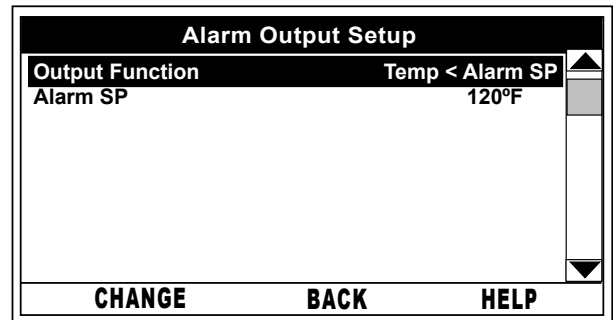 Alarm Output Setup
Output Function Temp < Alarm SP
Alarm SP 120ºF
CHANGE BACK HELP